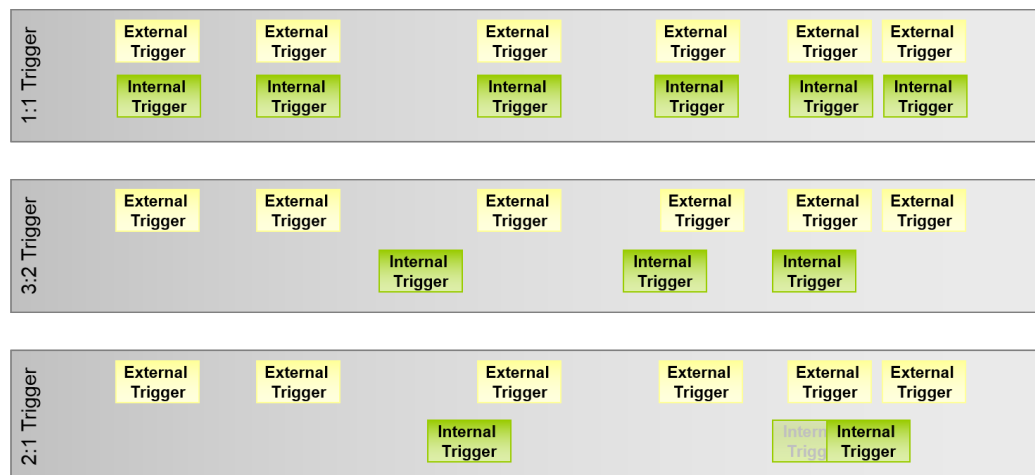 1:1 Trigger
External External External External External External
Trigger Trigger Trigger Trigger Trigger Trigger
Internal Internal Internal Internal Internal Internal
Trigger Trigger Trigger Trigger Trigger Trigger
3:2 Trigger
External External External External External External
Trigger Trigger Trigger Trigger Trigger Trigger
Internal Internal Internal
Trigger Trigger Trigger
2:1 Trigger
External External External External External External
Trigger Trigger Trigger Trigger Trigger Trigger
Internal Internal
Trigger Trigger